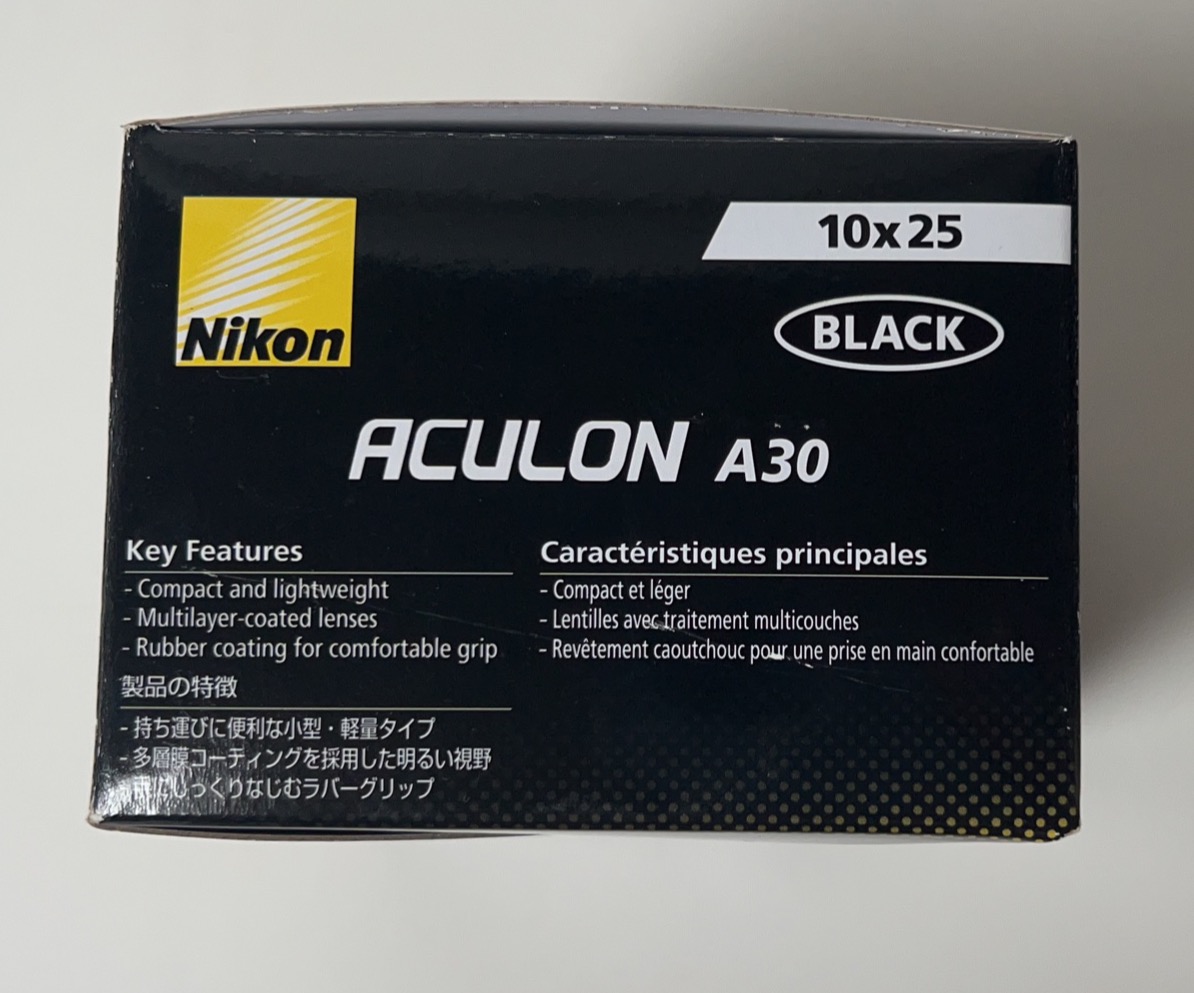 Nikon
10x25
BLACK
ACULON A30
Key Features
- Compact and lightweight
- Multilayer-coated lenses
- Rubber coating for comfortable grip
Caractéristiques principales
- Compact et léger
- Lentilles avec traitement multicouches
- Revêtement caoutchouc pour une prise en main confortable
製品の特徴
- 持ち運びに便利な小型・軽量タイプ
- 多層膜コーティングを採用した明るい視野
- 手にしっくりなじむラバーグリップ